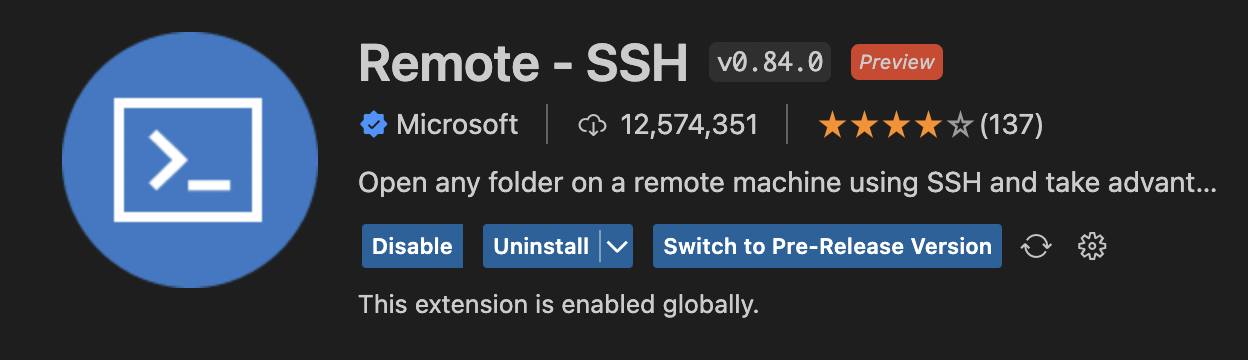 Remote - SSH v0.84.0 Preview
Microsoft 12,574,351 (137)
Open any folder on a remote machine using SSH and take advant...
Disable Uninstall Switch to Pre-Release Version
This extension is enabled globally.